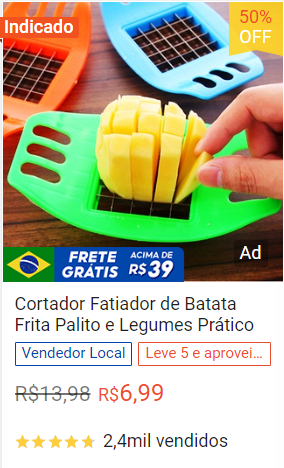 Indicado
50%
OFF
FRETE
GRÁTIS
ACIMA DE
R$39
Ad
Cortador Fatiador de Batata
Frita Palito e Legumes Prático
Vendedor Local
Leve 5 e aprovei...
R$13,98 R$6,99
2,4mil vendidos